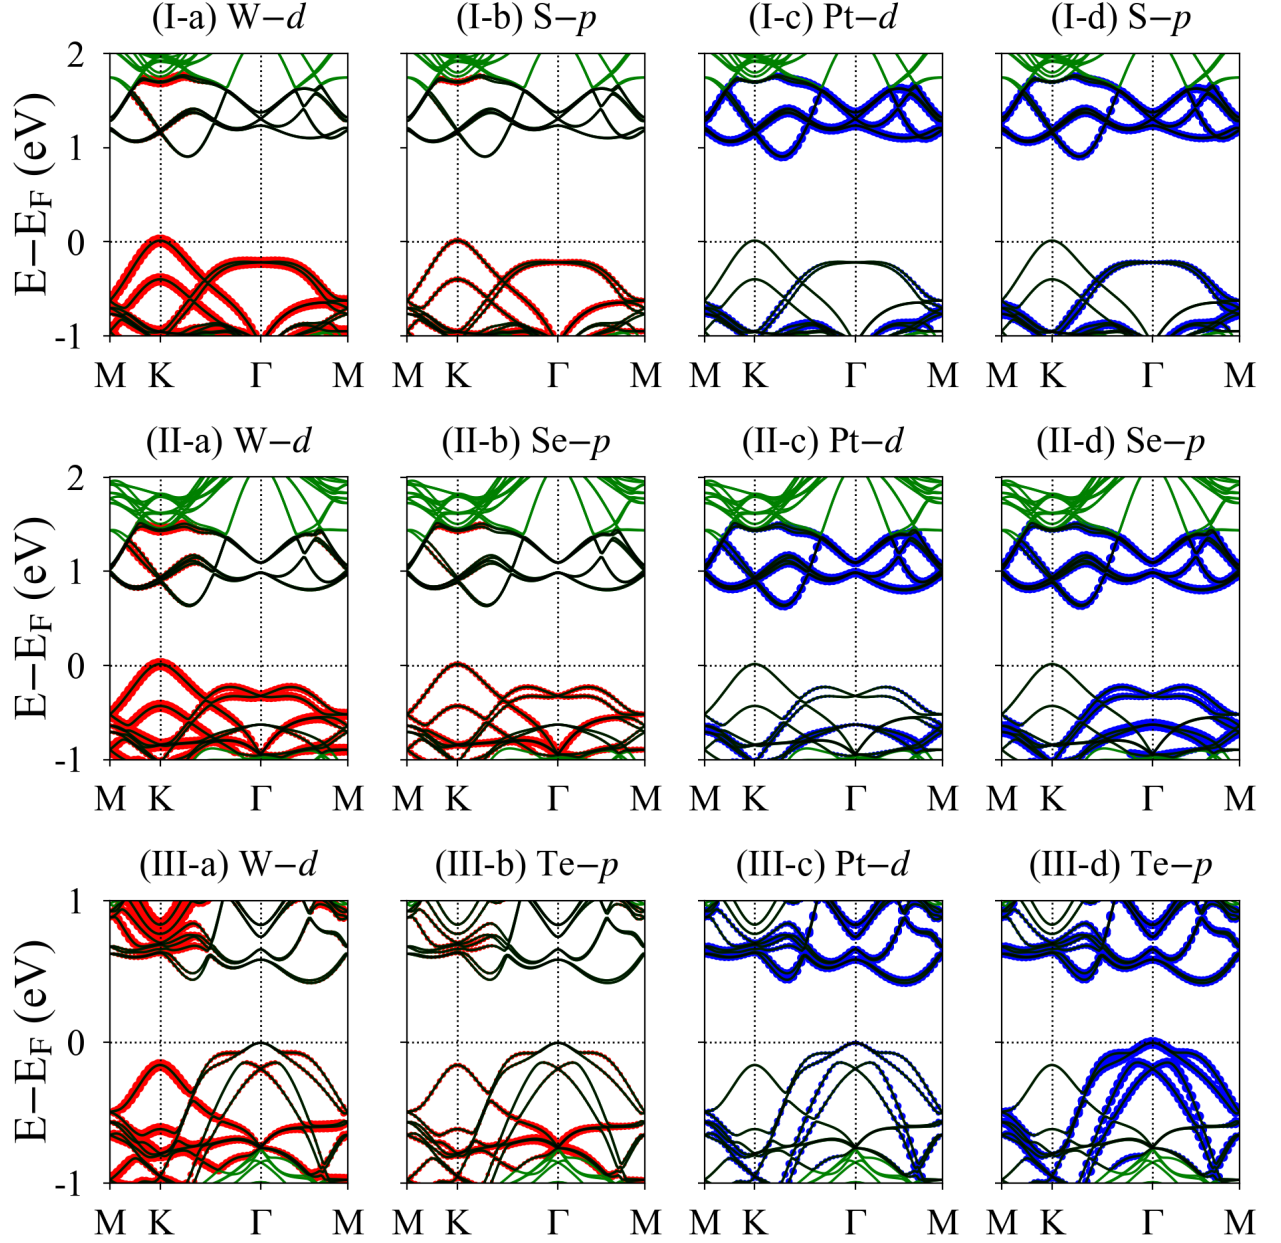 (I-a) W−d (I-b) S−p (I-c) Pt−d (I-d) S−p
2
1
0
-1
E−E_F (eV)
M K Γ M M K Γ M M K Γ M M K Γ M
(II-a) W−d (II-b) Se−p (II-c) Pt−d (II-d) Se−p
2
1
0
-1
E−E_F (eV)
M K Γ M M K Γ M M K Γ M M K Γ M
(III-a) W−d (III-b) Te−p (III-c) Pt−d (III-d) Te−p
1
0
-1
E−E_F (eV)
M K Γ M M K Γ M M K Γ M M K Γ M